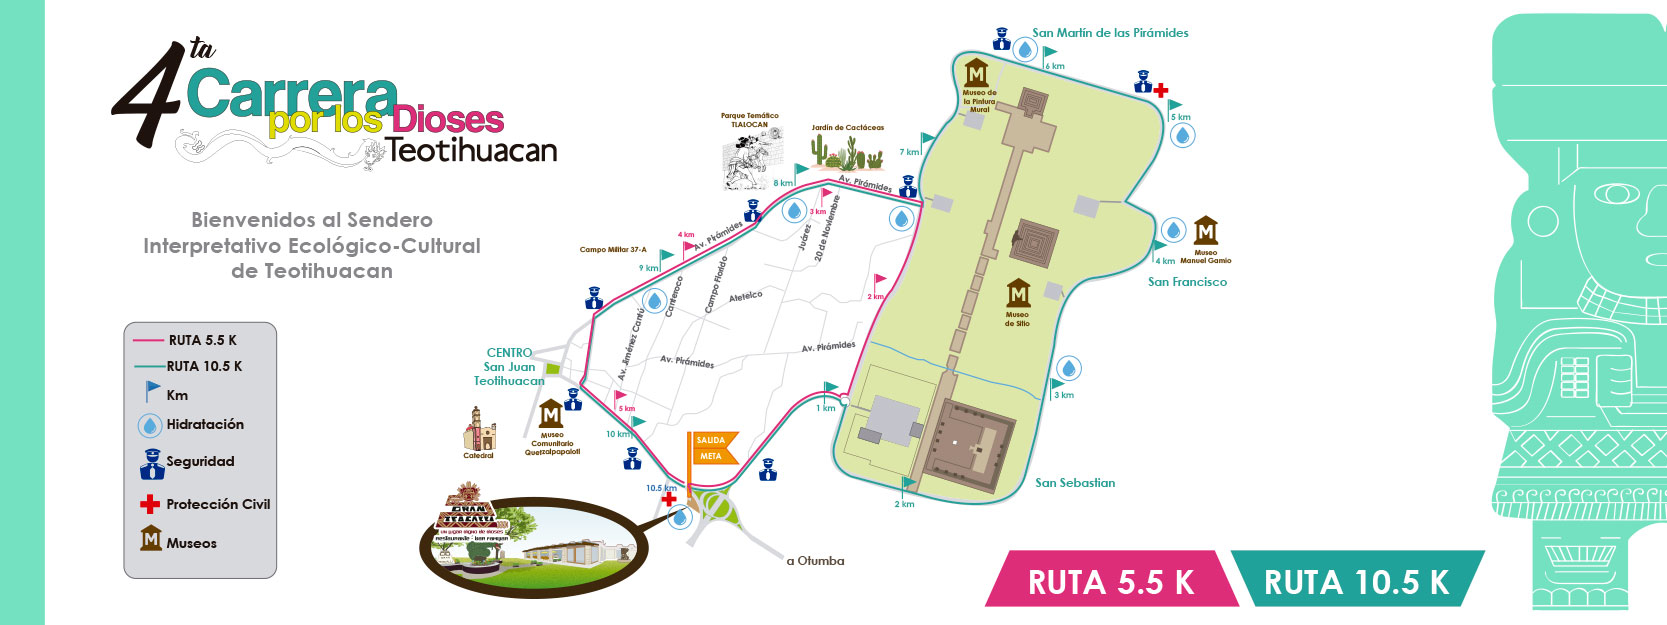 4ta
Carrera
por los Dioses
Teotihuacan
Bienvenidos al Sendero
Interpretativo Ecológico-Cultural
de Teotihuacan
RUTA 5.5 K
RUTA 10.5 K
Km
Hidratación
Seguridad
Protección Civil
Museos
San Martín de las Pirámides
6 km
Museo de
la Pintura
Mural
5 km
Parque Temático
TLALOCAN
Jardín de Cactáceas
7 km
8 km
Av. Pirámides
3 km
Juárez
20 de Noviembre
4 km
Av. Pirámides
Campo Militar 37-A
9 km
4 km
Museo
Manuel Gamio
San Francisco
2 km
Canteroco
Campo Florido
Atetelco
Museo
de Sitio
Av. Jiménez Cantú
Av. Pirámides
Av. Pirámides
CENTRO
San Juan
Teotihuacan
3 km
1 km
5 km
10 km
Catedral
Museo
Comunitario
Quetzalpapalotl
SALIDA
META
10.5 km
San Sebastian
2 km
GRAN
un lugar digno de dioses
a Otumba
RUTA 5.5 K
RUTA 10.5 K